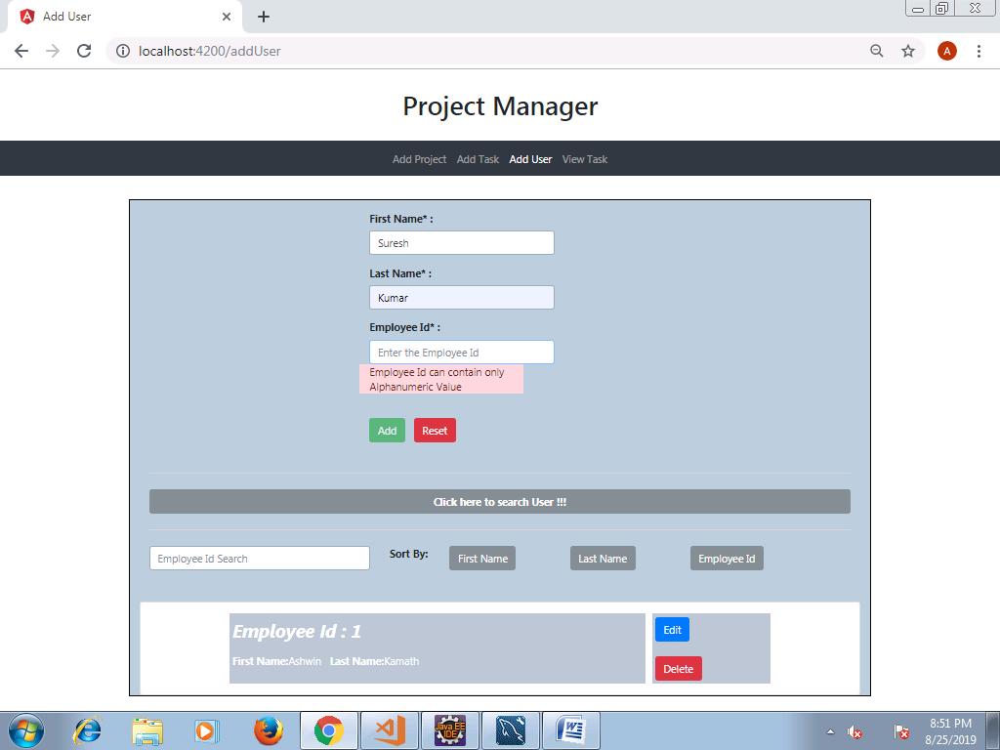 Add User
localhost:4200/addUser
A
Project Manager
Add Project Add Task Add User View Task
First Name* :
Suresh
Last Name* :
Kumar
Employee Id* :
Enter the Employee Id
Employee Id can contain only
Alphanumeric Value
Add Reset
Click here to search User !!!
Employee Id Search Sort By: First Name Last Name Employee Id
Employee Id : 1
First Name:Ashwin Last Name:Kamath
Edit
Delete
Java EE
IDE
W
8:51 PM
8/25/2019